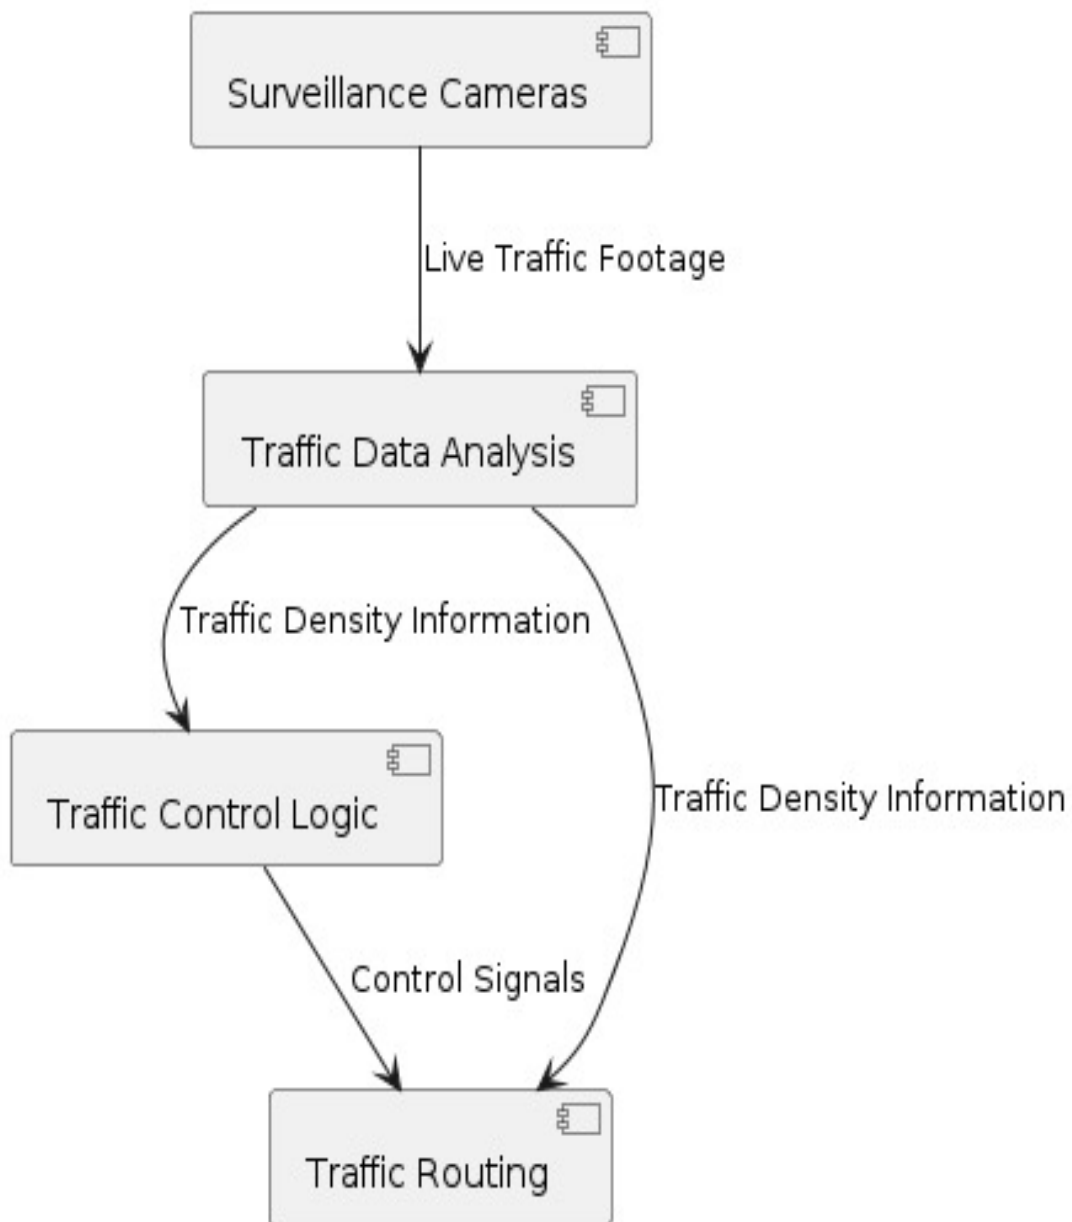 Surveillance Cameras
Live Traffic Footage
Traffic Data Analysis
Traffic Density Information
Traffic Density Information
Traffic Control Logic
Control Signals
Traffic Routing